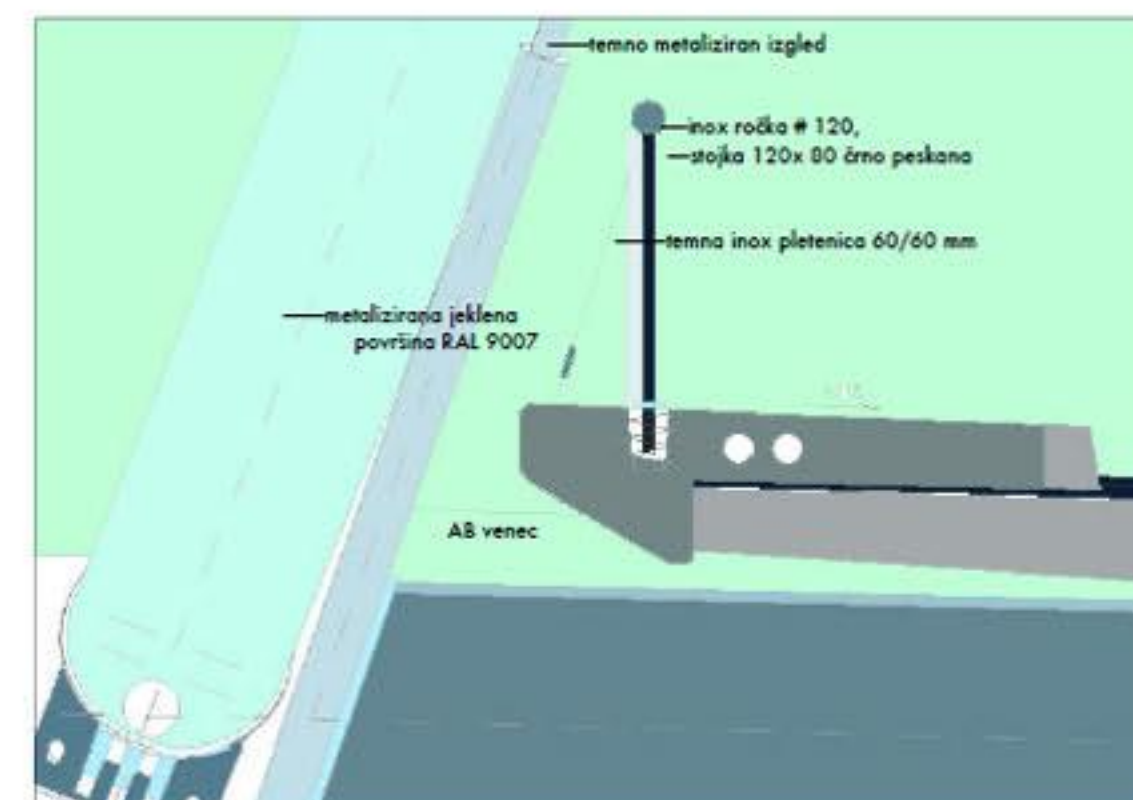 temno metaliziran izgled
inox ročka # 120,
stojka 120x 80 črno peskana
temna inox pletenica 60/60 mm
metalizirana jeklena
površina RAL 9007
AB venec